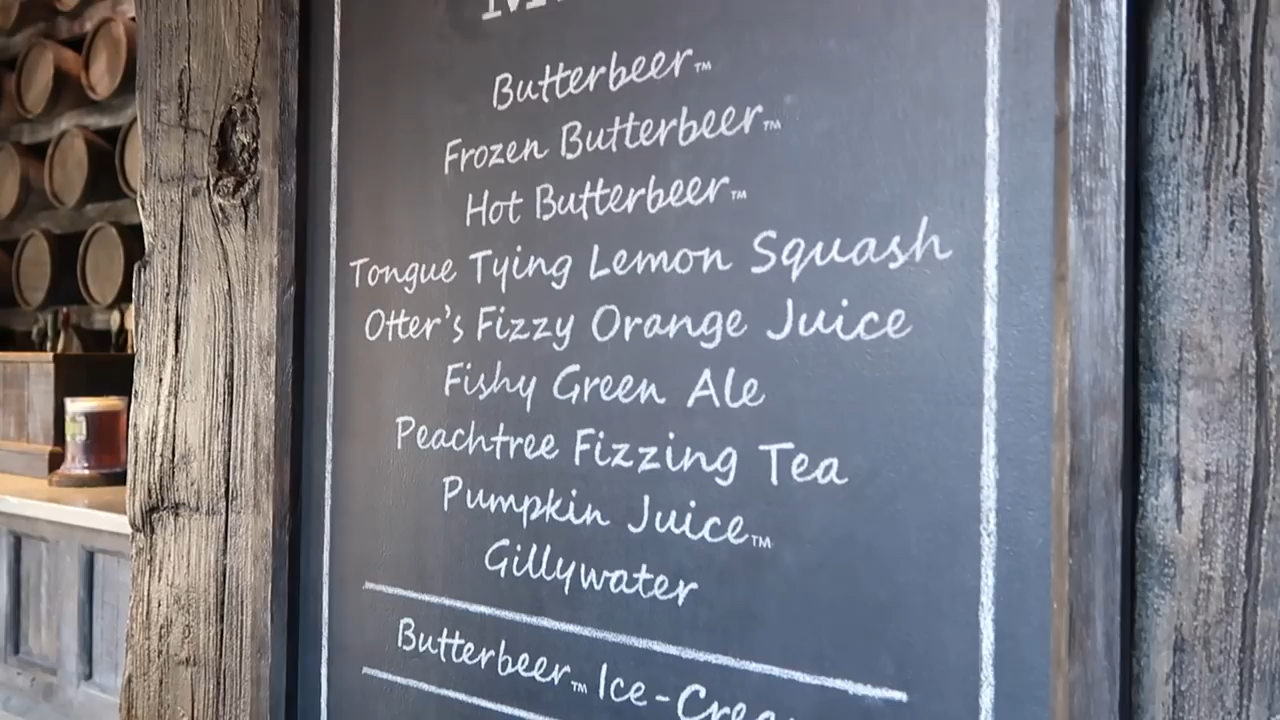 Butterbeer™
Frozen Butterbeer™
Hot Butterbeer™
Tongue Tying Lemon Squash
Otter's Fizzy Orange Juice
Fishy Green Ale
Peachtree Fizzing Tea
Pumpkin Juice™
Gillywater
Butterbeer™